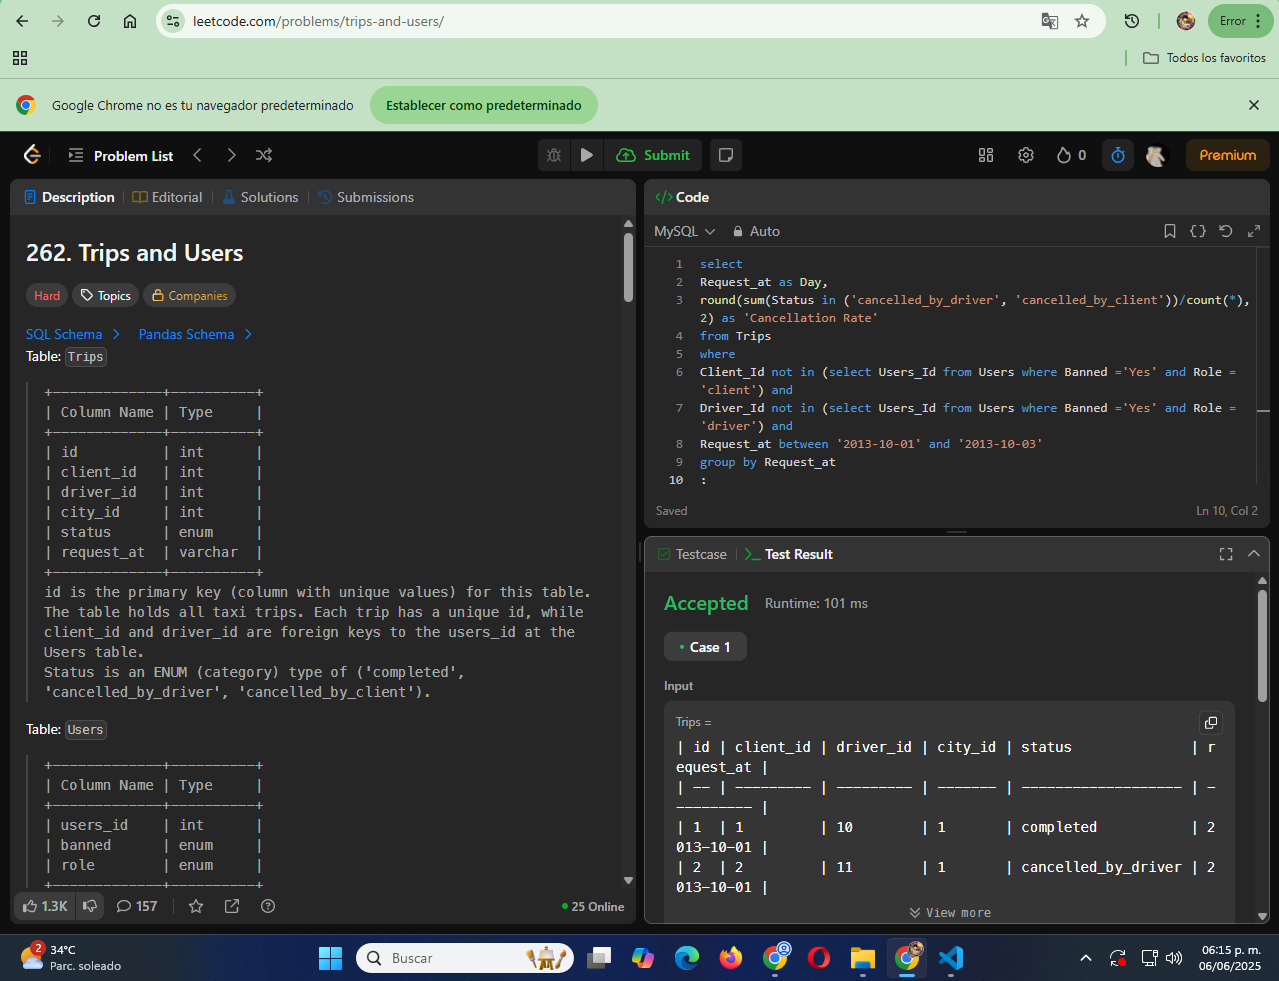 leetcode.com/problems/trips-and-users/
Error
Todos los favoritos
Google Chrome no es tu navegador predeterminado
Establecer como predeterminado
Problem List
Submit
0
Premium
Description
Editorial
Solutions
Submissions
262. Trips and Users
Hard
Topics
Companies
SQL Schema
Pandas Schema
Table: Trips
+-------------+----------+
| Column Name | Type     |
+-------------+----------+
| id          | int      |
| client_id   | int      |
| driver_id   | int      |
| city_id     | int      |
| status      | enum     |
| request_at  | varchar  |
+-------------+----------+
id is the primary key (column with unique values) for this table.
The table holds all taxi trips. Each trip has a unique id, while
client_id and driver_id are foreign keys to the users_id at the
Users table.
Status is an ENUM (category) type of ('completed',
'cancelled_by_driver', 'cancelled_by_client').
Table: Users
+-------------+----------+
| Column Name | Type     |
+-------------+----------+
| users_id    | int      |
| banned      | enum     |
| role        | enum     |
+-------------+----------+
1.3K
157
25 Online
Code
MySQL
Auto
1 select
2 Request_at as Day,
3 round(sum(Status in ('cancelled_by_driver', 'cancelled_by_client'))/count(*),
2) as 'Cancellation Rate'
4 from Trips
5 where
6 Client_Id not in (select Users_Id from Users where Banned ='Yes' and Role =
'client') and
7 Driver_Id not in (select Users_Id from Users where Banned ='Yes' and Role =
'driver') and
8 Request_at between '2013-10-01' and '2013-10-03'
9 group by Request_at
10 ;
Saved
Ln 10, Col 2
Testcase
Test Result
Accepted
Runtime: 101 ms
Case 1
Input
Trips =
| id | client_id | driver_id | city_id | status              | r
equest_at |
| -- | --------- | --------- | ------- | ------------------- | -
--------- |
| 1  | 1         | 10        | 1       | completed           | 2
013-10-01 |
| 2  | 2         | 11        | 1       | cancelled_by_driver | 2
013-10-01 |
View more
2
34°C
Parc. soleado
Buscar
06:15 p. m.
06/06/2025